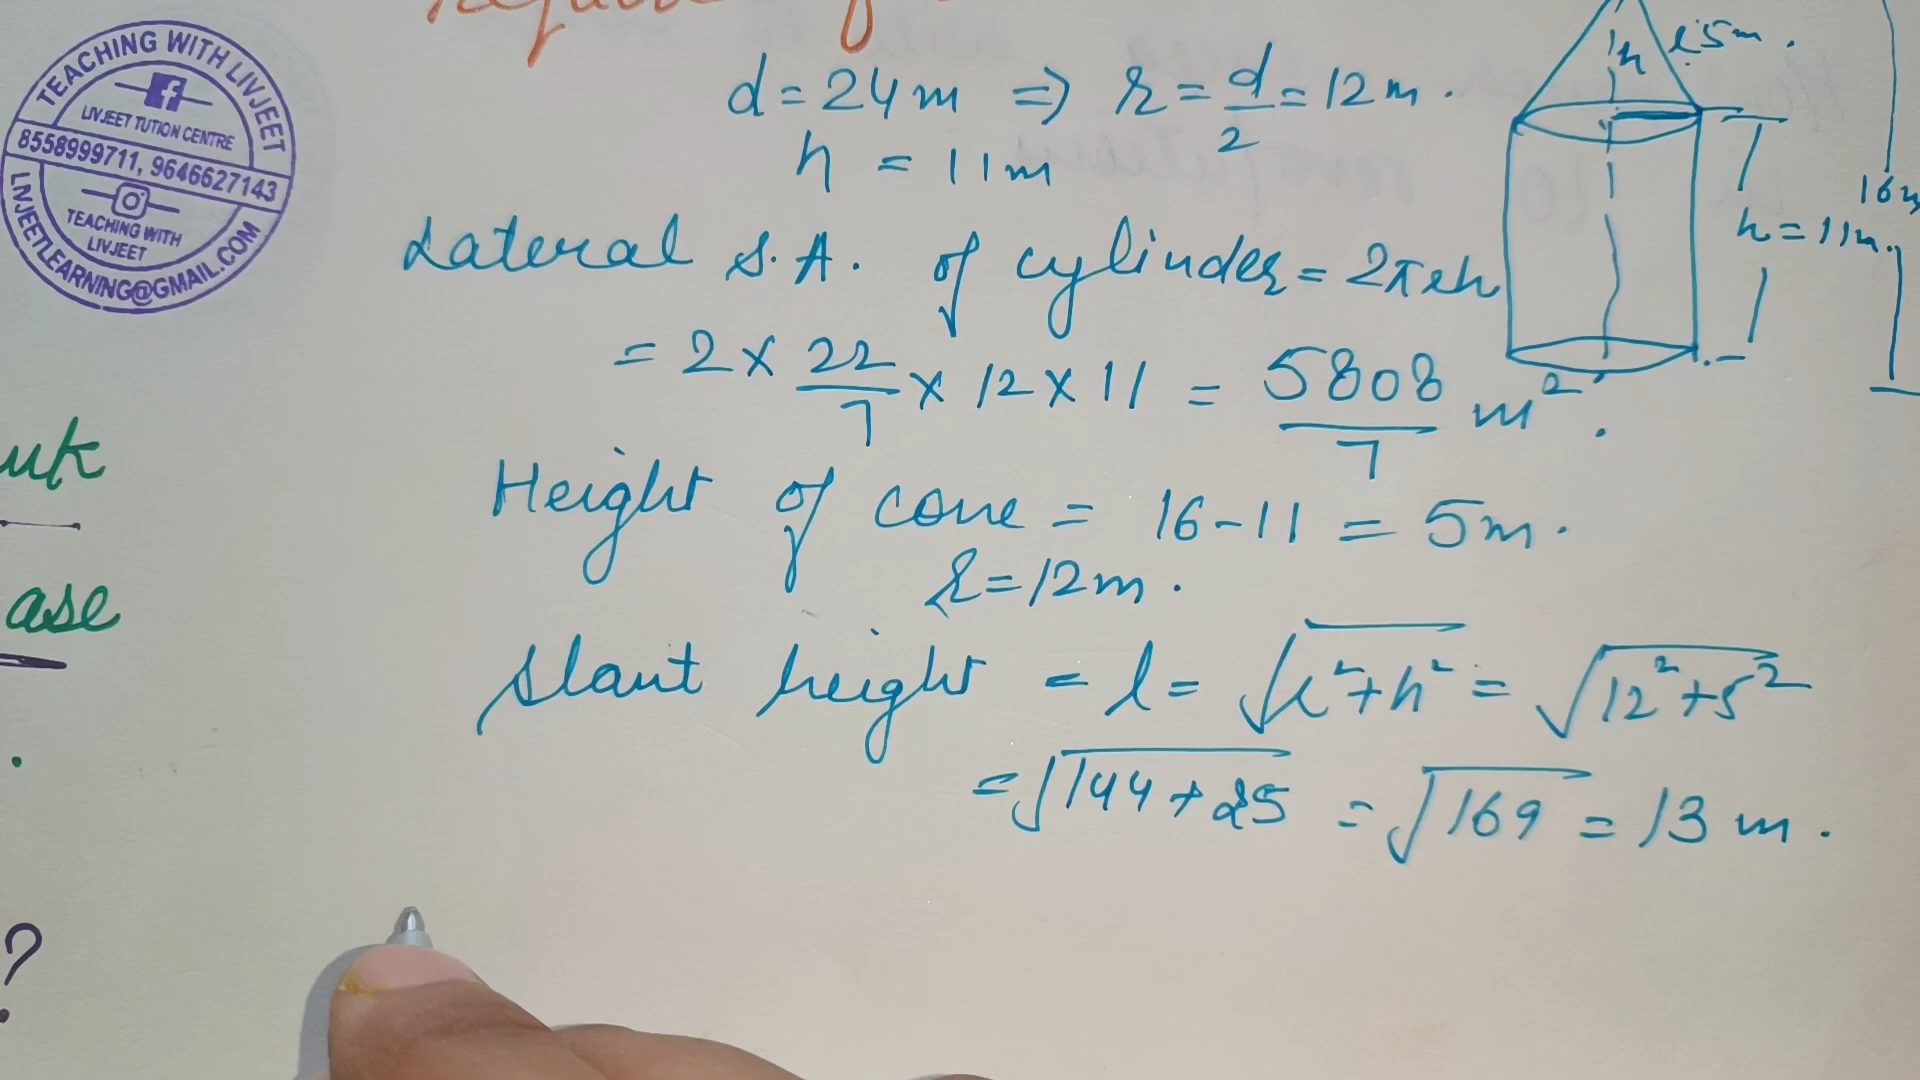 TEACHING WITH LIVJEET
LIVJEET TUTION CENTRE
8558999711, 9646627143
TEACHING WITH
LIVJEET
LIVJEETLEARNING@GMAIL.COM
d = 24m ⇒ r = d/2 = 12m.
h = 11m
Lateral S.A. of cylinder = 2πrh
= 2 × 22/7 × 12 × 11 = 5808/7 m².
Height of cone = 16 - 11 = 5m.
r = 12m.
Slant height = l = √r²+h² = √12²+5²
= √144+25 = √169 = 13 m.
h
5m.
h = 11m.
16m
ase
?